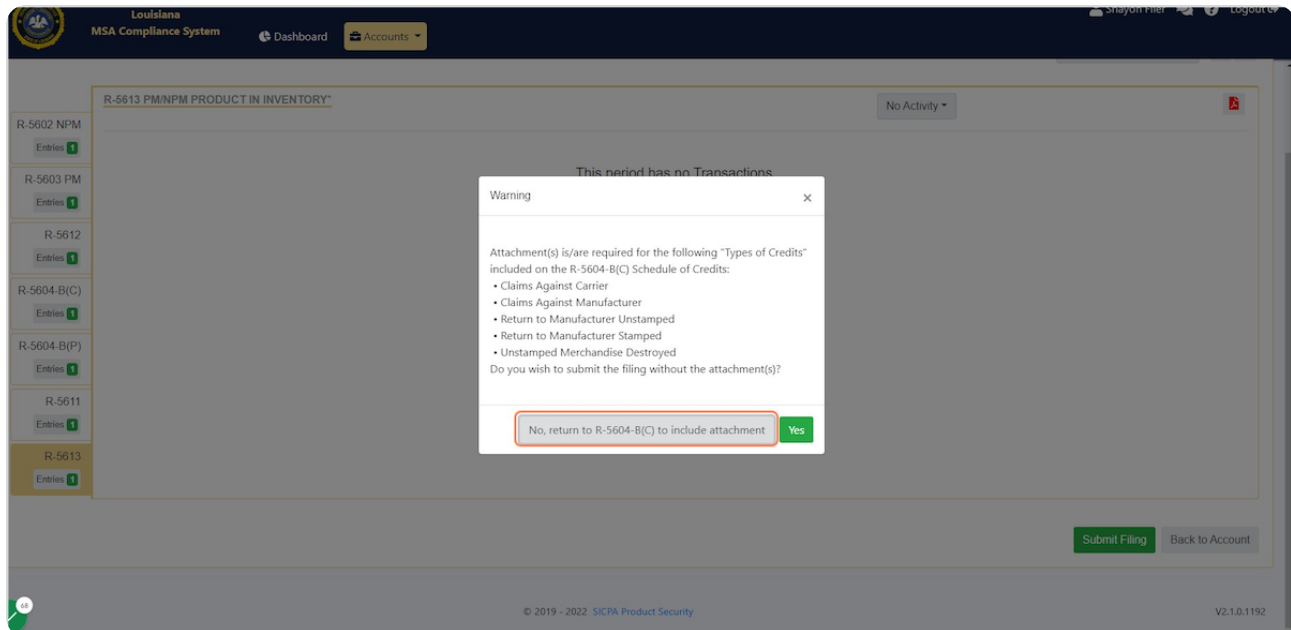 Louisiana
MSA Compliance System
Dashboard
Accounts
Shayon Filer
Logout
R-5613 PM/NPM PRODUCT IN INVENTORY*
No Activity
R-5602 NPM
Entries 1
R-5603 PM
Entries 1
R-5612
Entries 1
R-5604-B(C)
Entries 1
R-5604-B(P)
Entries 1
R-5611
Entries 1
R-5613
Entries 1
This period has no Transactions
Warning
×
Attachment(s) is/are required for the following "Types of Credits"
included on the R-5604-B(C) Schedule of Credits:
• Claims Against Carrier
• Claims Against Manufacturer
• Return to Manufacturer Unstamped
• Return to Manufacturer Stamped
• Unstamped Merchandise Destroyed
Do you wish to submit the filing without the attachment(s)?
No, return to R-5604-B(C) to include attachment
Yes
Submit Filing
Back to Account
68
© 2019 - 2022 SICPA Product Security
V2.1.0.1192